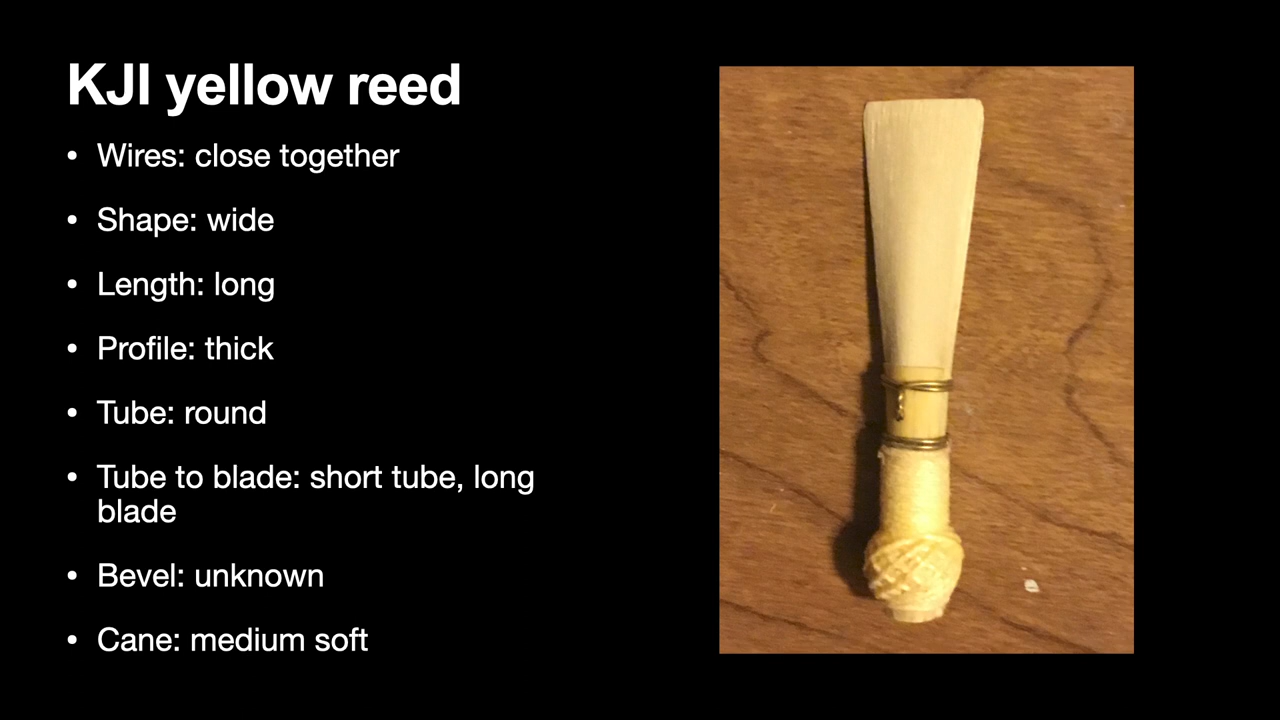 KJI yellow reed
• Wires: close together
• Shape: wide
• Length: long
• Profile: thick
• Tube: round
• Tube to blade: short tube, long
blade
• Bevel: unknown
• Cane: medium soft